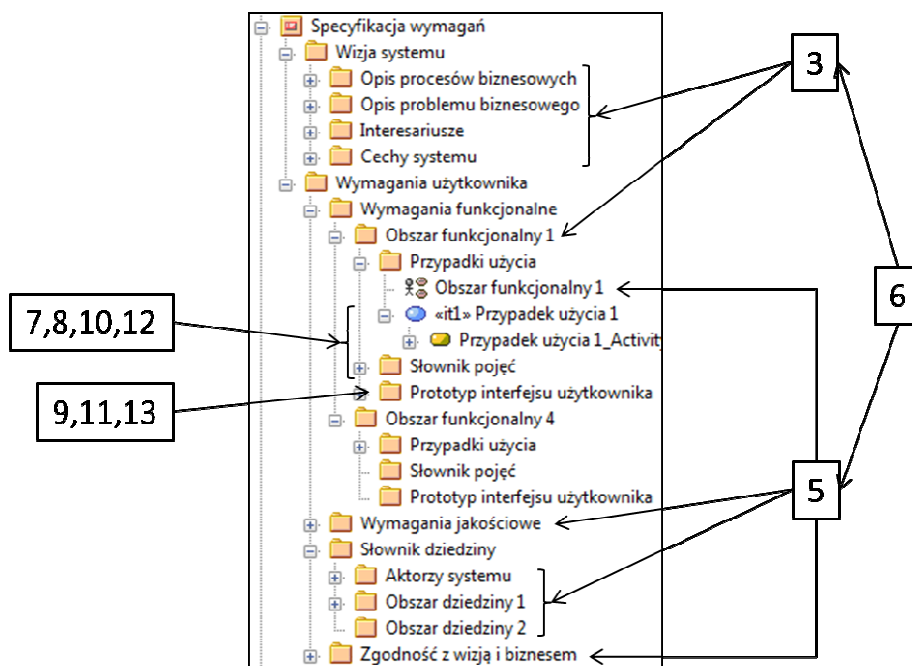 Specyfikacja wymagań
Wizja systemu
Opis procesów biznesowych
Opis problemu biznesowego
Interesariusze
Cechy systemu
Wymagania użytkownika
Wymagania funkcjonalne
Obszar funkcjonalny 1
Przypadki użycia
Obszar funkcjonalny 1
«it1» Przypadek użycia 1
Przypadek użycia 1_Activit
Słownik pojęć
Prototyp interfejsu użytkownika
Obszar funkcjonalny 4
Przypadki użycia
Słownik pojęć
Prototyp interfejsu użytkownika
Wymagania jakościowe
Słownik dziedziny
Aktorzy systemu
Obszar dziedziny 1
Obszar dziedziny 2
Zgodność z wizją i biznesem
7,8,10,12
9,11,13
3
6
5